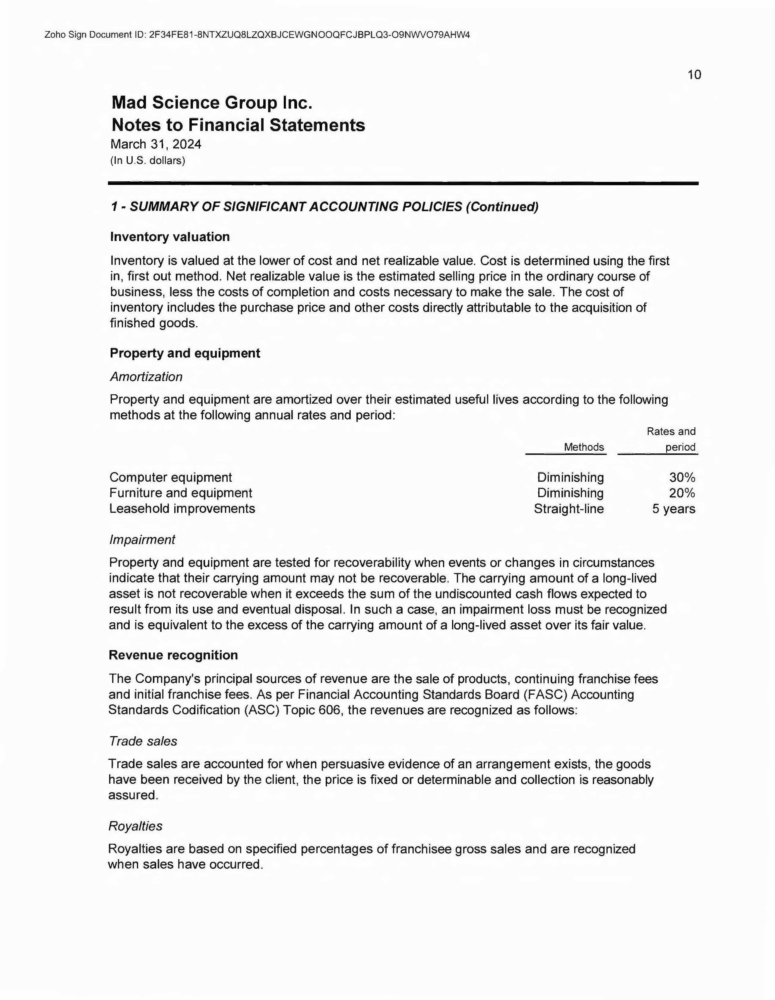 Zoho Sign Document ID: 2F34FE81-8NTXZUQ8LZQXBJCEWGNOOQFCJBPLQ3-O9NWVO79AHW4
10
Mad Science Group Inc.
Notes to Financial Statements
March 31, 2024
(In U.S. dollars)
1 - SUMMARY OF SIGNIFICANT ACCOUNTING POLICIES (Continued)
Inventory valuation
Inventory is valued at the lower of cost and net realizable value. Cost is determined using the first
in, first out method. Net realizable value is the estimated selling price in the ordinary course of
business, less the costs of completion and costs necessary to make the sale. The cost of
inventory includes the purchase price and other costs directly attributable to the acquisition of
finished goods.
Property and equipment
Amortization
Property and equipment are amortized over their estimated useful lives according to the following
methods at the following annual rates and period:
Rates and
Methods period
Computer equipment Diminishing 30%
Furniture and equipment Diminishing 20%
Leasehold improvements Straight-line 5 years
Impairment
Property and equipment are tested for recoverability when events or changes in circumstances
indicate that their carrying amount may not be recoverable. The carrying amount of a long-lived
asset is not recoverable when it exceeds the sum of the undiscounted cash flows expected to
result from its use and eventual disposal. In such a case, an impairment loss must be recognized
and is equivalent to the excess of the carrying amount of a long-lived asset over its fair value.
Revenue recognition
The Company's principal sources of revenue are the sale of products, continuing franchise fees
and initial franchise fees. As per Financial Accounting Standards Board (FASC) Accounting
Standards Codification (ASC) Topic 606, the revenues are recognized as follows:
Trade sales
Trade sales are accounted for when persuasive evidence of an arrangement exists, the goods
have been received by the client, the price is fixed or determinable and collection is reasonably
assured.
Royalties
Royalties are based on specified percentages of franchisee gross sales and are recognized
when sales have occurred.